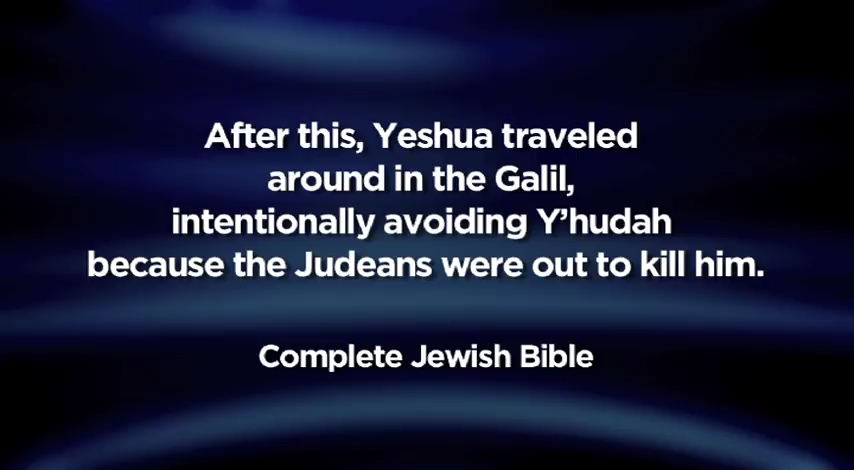 After this, Yeshua traveled
around in the Galil,
intentionally avoiding Y’hudah
because the Judeans were out to kill him.
Complete Jewish Bible